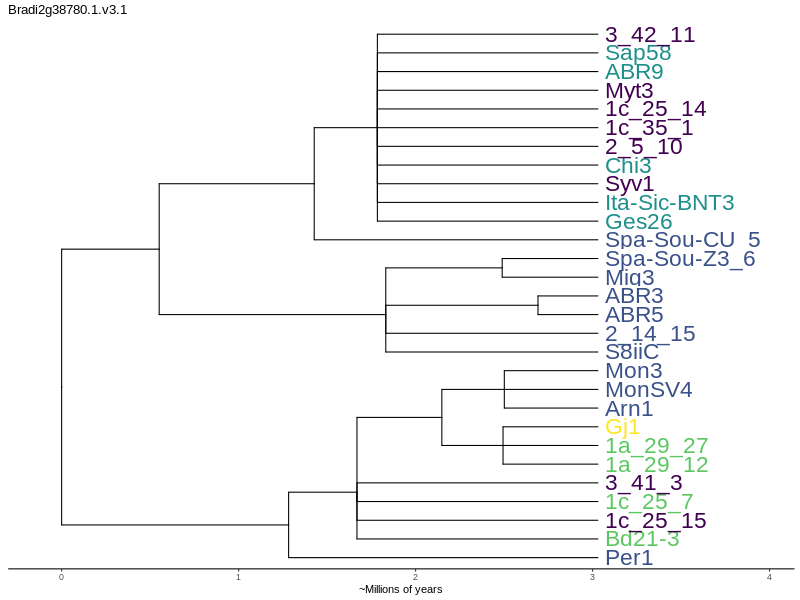 Bradi2g38780.1.v3.1
3_42_11
Sap58
ABR9
Myt3
1c_25_14
1c_35_1
2_5_10
Chi3
Syv1
Ita-Sic-BNT3
Ges26
Spa-Sou-CU_5
Spa-Sou-Z3_6
Mig3
ABR3
ABR5
2_14_15
S8iiC
Mon3
MonSV4
Arn1
Gj1
1a_29_27
1a_29_12
3_41_3
1c_25_7
1c_25_15
Bd21-3
Per1
0 1 2 3 4
~Millions of years